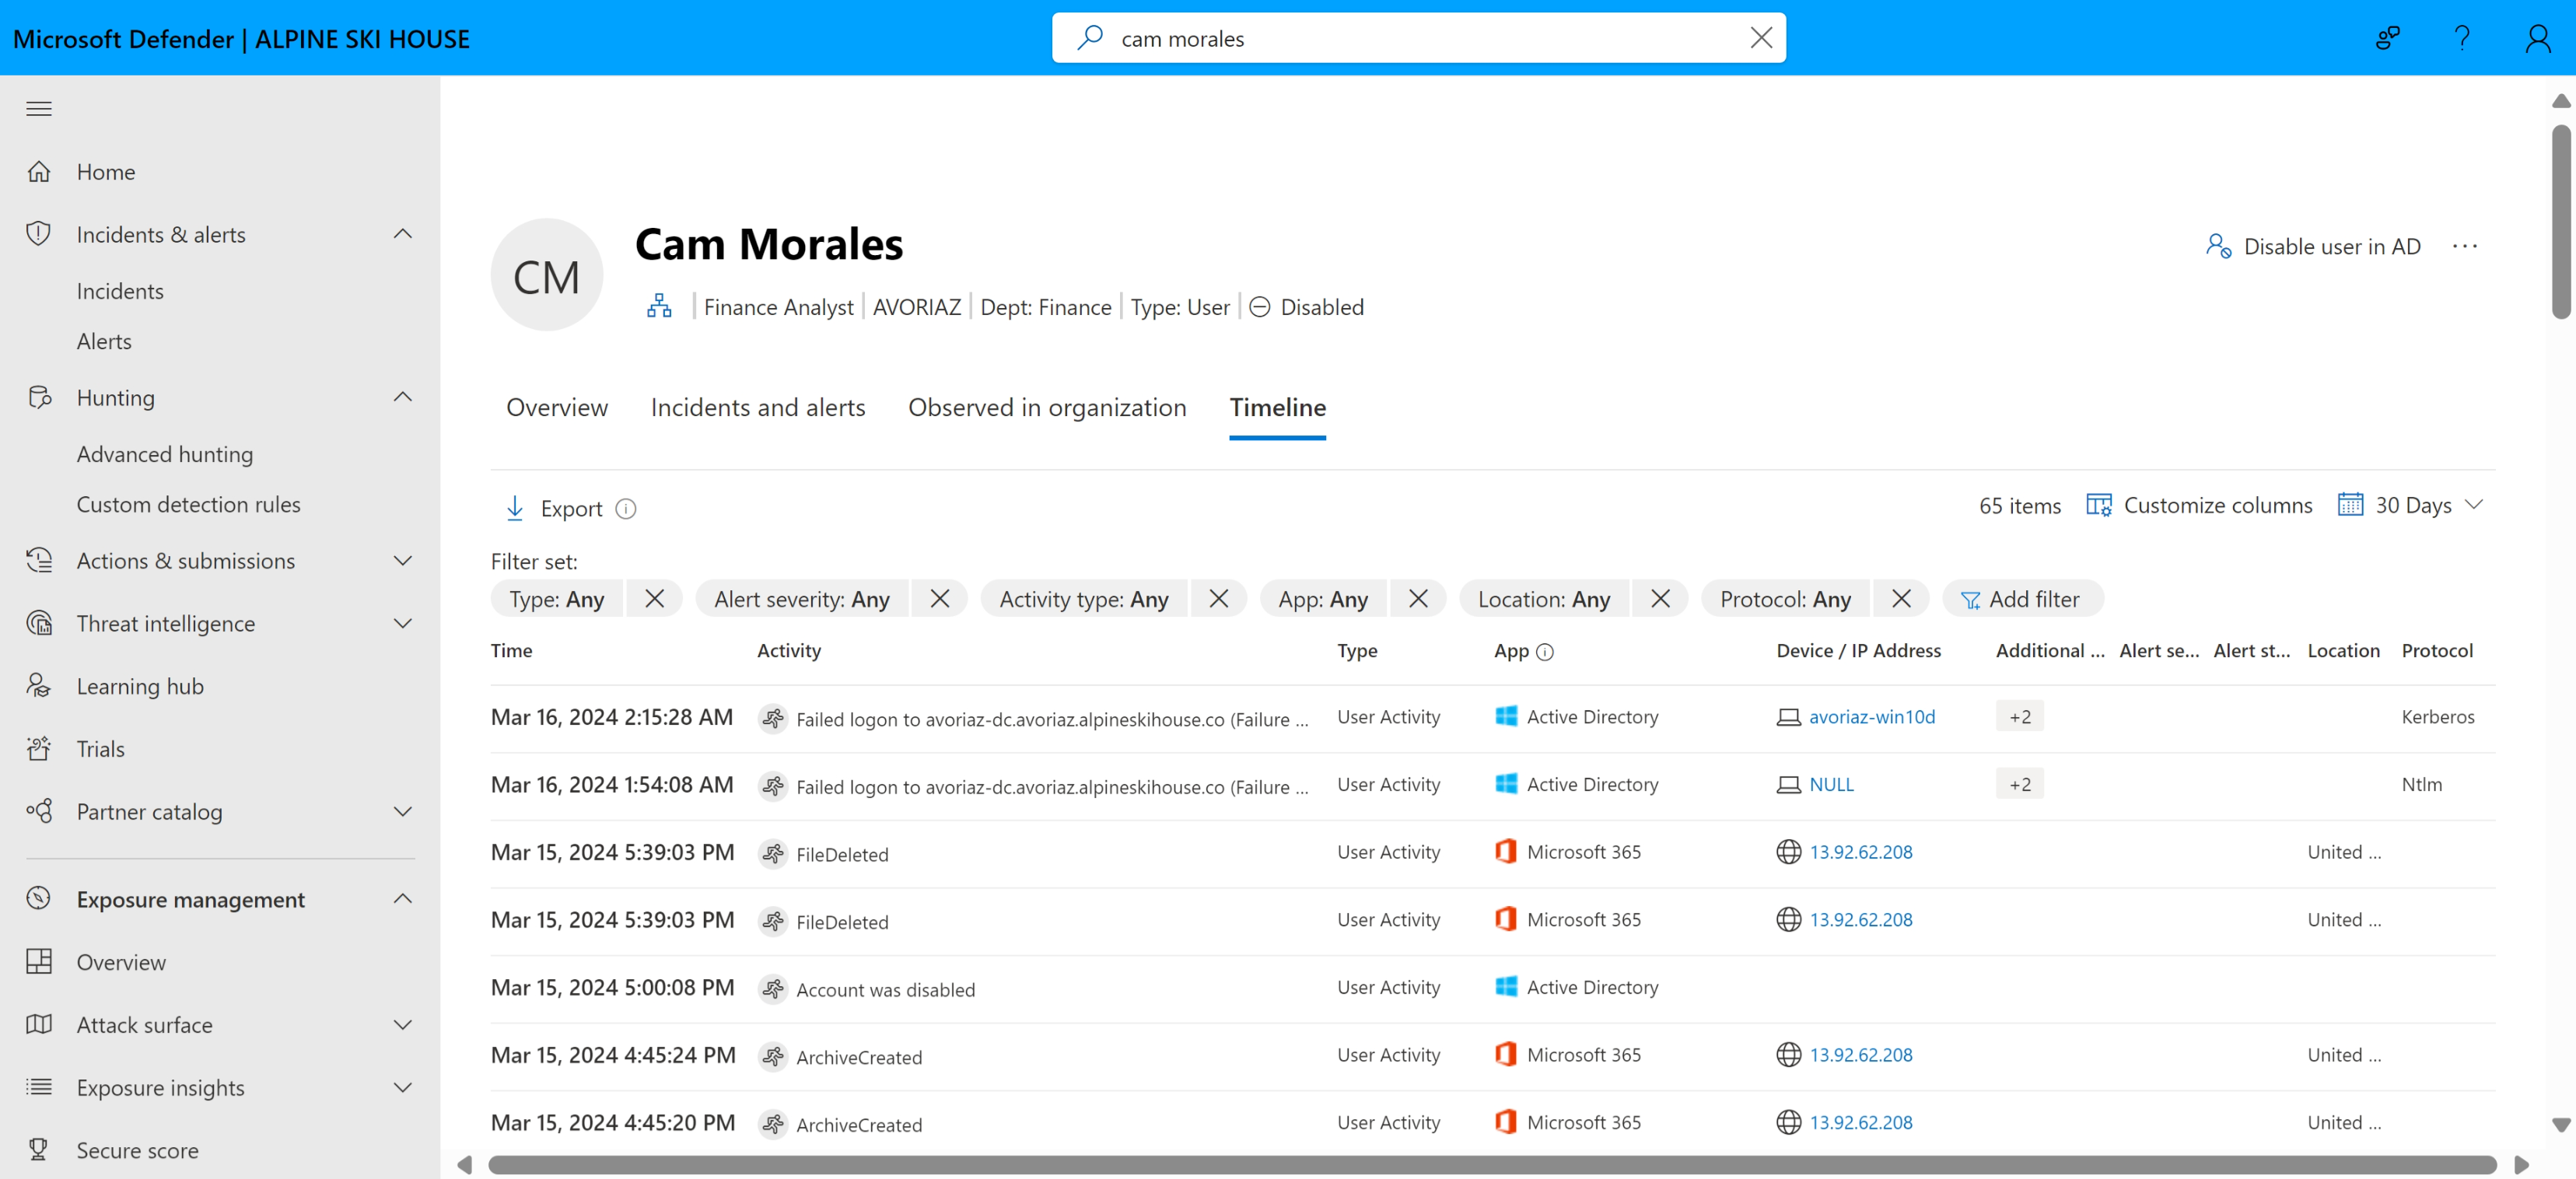 Microsoft Defender | ALPINE SKI HOUSE
cam morales
Home
Incidents & alerts
Incidents
Alerts
Hunting
Advanced hunting
Custom detection rules
Actions & submissions
Threat intelligence
Learning hub
Trials
Partner catalog
Exposure management
Overview
Attack surface
Exposure insights
Secure score
CM
Cam Morales
Finance Analyst | AVORIAZ | Dept: Finance | Type: User | Disabled
Disable user in AD ...
Overview Incidents and alerts Observed in organization Timeline
Export
65 items Customize columns 30 Days
Filter set:
Type: Any Alert severity: Any Activity type: Any App: Any Location: Any Protocol: Any Add filter
Time Activity Type App Device / IP Address Additional ... Alert se... Alert st... Location Protocol
Mar 16, 2024 2:15:28 AM Failed logon to avoriaz-dc.avoriaz.alpineskihouse.co (Failure ... User Activity Active Directory avoriaz-win10d +2 Kerberos
Mar 16, 2024 1:54:08 AM Failed logon to avoriaz-dc.avoriaz.alpineskihouse.co (Failure ... User Activity Active Directory NULL +2 Ntlm
Mar 15, 2024 5:39:03 PM FileDeleted User Activity Microsoft 365 13.92.62.208 United ...
Mar 15, 2024 5:39:03 PM FileDeleted User Activity Microsoft 365 13.92.62.208 United ...
Mar 15, 2024 5:00:08 PM Account was disabled User Activity Active Directory
Mar 15, 2024 4:45:24 PM ArchiveCreated User Activity Microsoft 365 13.92.62.208 United ...
Mar 15, 2024 4:45:20 PM ArchiveCreated User Activity Microsoft 365 13.92.62.208 United ...